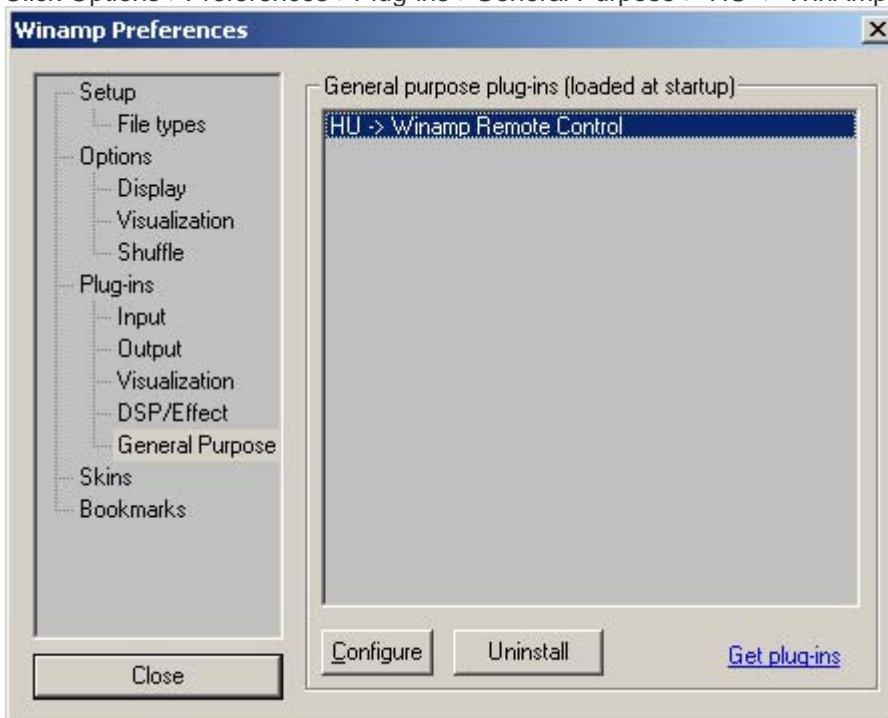 Click Options > Preferences > Plug-ins > General Purpose > "HU -> WinAmp
Winamp Preferences
Setup
File types
Options
Display
Visualization
Shuffle
Plug-ins
Input
Output
Visualization
DSP/Effect
General Purpose
Skins
Bookmarks
Close
General purpose plug-ins (loaded at startup)
HU -> Winamp Remote Control
Configure
Uninstall
Get plug-ins